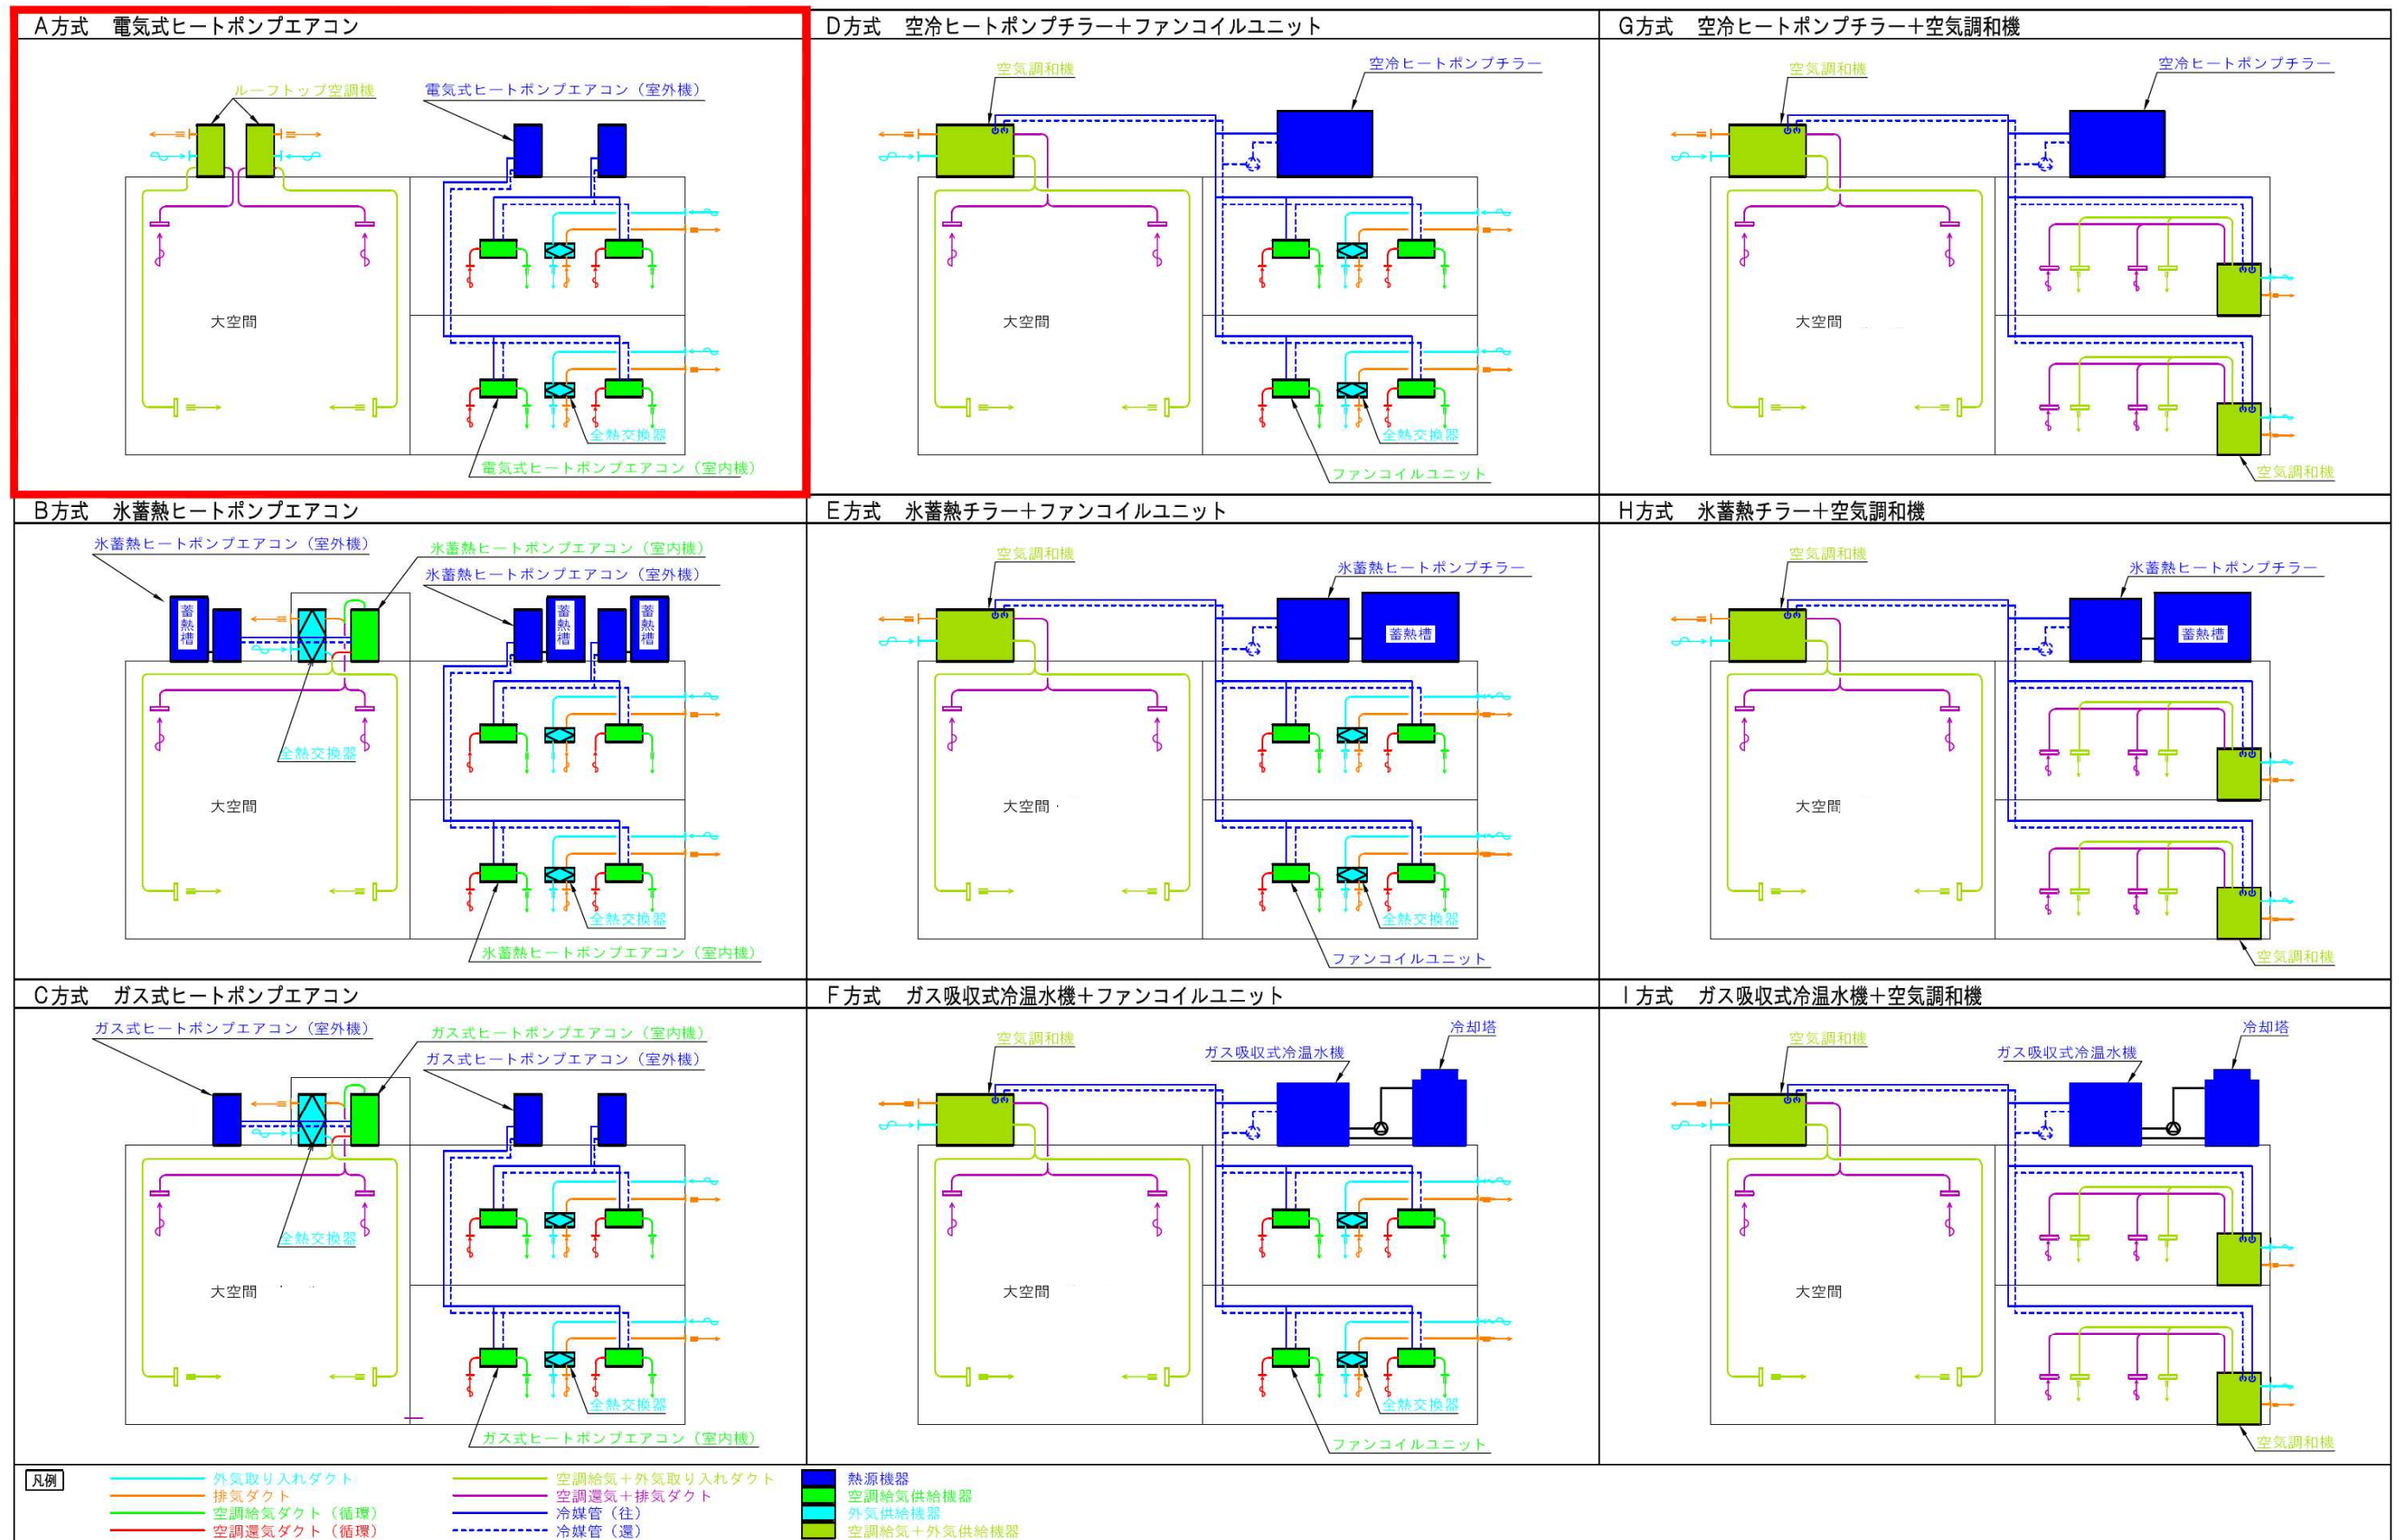 A方式 電気式ヒートポンプエアコン
ルーフトップ空調機
電気式ヒートポンプエアコン（室外機）
大空間
全熱交換器
電気式ヒートポンプエアコン（室内機）
D方式 空冷ヒートポンプチラー＋ファンコイルユニット
空気調和機
空冷ヒートポンプチラー
大空間
全熱交換器
ファンコイルユニット
G方式 空冷ヒートポンプチラー＋空気調和機
空気調和機
空冷ヒートポンプチラー
大空間
空気調和機
B方式 氷蓄熱ヒートポンプエアコン
氷蓄熱ヒートポンプエアコン（室外機）
氷蓄熱ヒートポンプエアコン（室内機）
氷蓄熱ヒートポンプエアコン（室外機）
蓄熱槽
蓄熱槽
蓄熱槽
全熱交換器
大空間
全熱交換器
氷蓄熱ヒートポンプエアコン（室内機）
E方式 氷蓄熱チラー＋ファンコイルユニット
空気調和機
氷蓄熱ヒートポンプチラー
蓄熱槽
大空間
全熱交換器
ファンコイルユニット
H方式 氷蓄熱チラー＋空気調和機
空気調和機
氷蓄熱ヒートポンプチラー
蓄熱槽
大空間
空気調和機
C方式 ガス式ヒートポンプエアコン
ガス式ヒートポンプエアコン（室外機）
ガス式ヒートポンプエアコン（室内機）
ガス式ヒートポンプエアコン（室外機）
全熱交換器
大空間
全熱交換器
ガス式ヒートポンプエアコン（室内機）
F方式 ガス吸収式冷温水機＋ファンコイルユニット
空気調和機
ガス吸収式冷温水機
冷却塔
大空間
全熱交換器
ファンコイルユニット
I方式 ガス吸収式冷温水機＋空気調和機
空気調和機
ガス吸収式冷温水機
冷却塔
大空間
空気調和機
凡例
外気取り入れダクト
排気ダクト
空調給気ダクト（循環）
空調還気ダクト（循環）
空調給気＋外気取り入れダクト
空調還気＋排気ダクト
冷媒管（往）
冷媒管（還）
熱源機器
空調給気供給機器
外気供給機器
空調給気＋外気供給機器